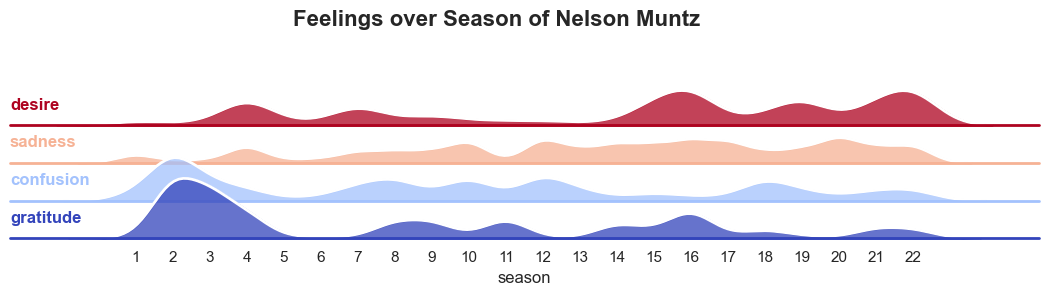 Feelings over Season of Nelson Muntz
desire
sadness
confusion
gratitude
1 2 3 4 5 6 7 8 9 10 11 12 13 14 15 16 17 18 19 20 21 22
season